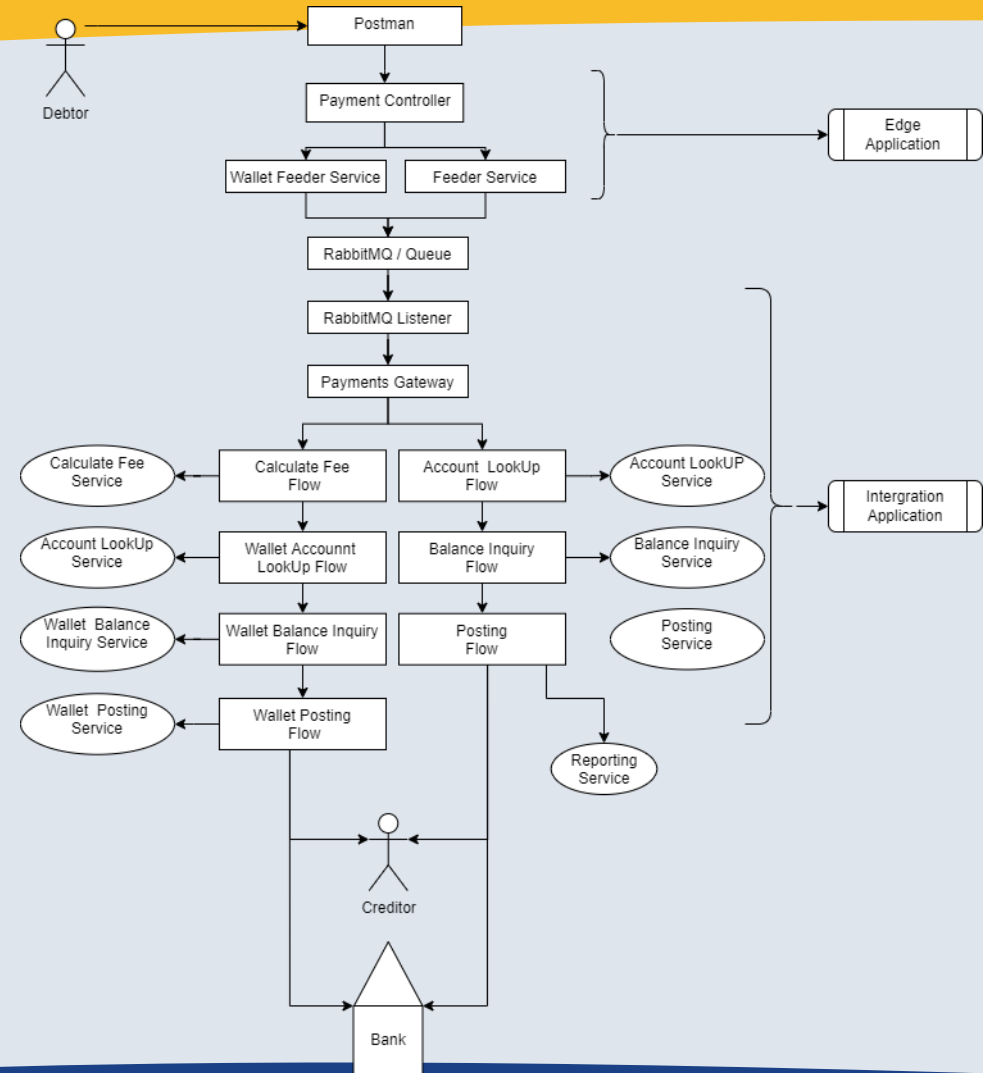 Postman
Debtor
Payment Controller
Edge
Application
Wallet Feeder Service
Feeder Service
RabbitMQ / Queue
RabbitMQ Listener
Payments Gateway
Calculate Fee
Service
Calculate Fee
Flow
Account LookUp
Flow
Account LookUP
Service
Intergration
Application
Account LookUp
Service
Wallet Accounnt
LookUp Flow
Balance Inquiry
Flow
Balance Inquiry
Service
Wallet Balance
Inquiry Service
Wallet Balance Inquiry
Flow
Posting
Flow
Posting
Service
Wallet Posting
Service
Wallet Posting
Flow
Reporting
Service
Creditor
Bank